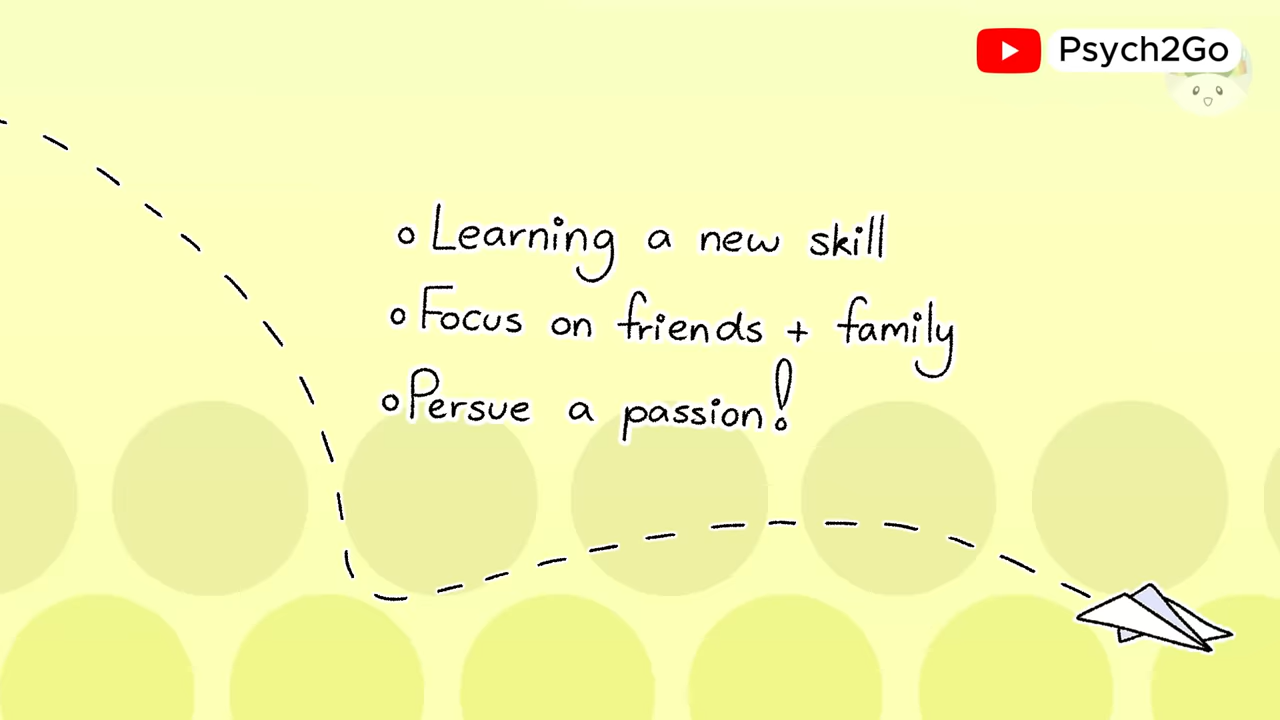 Psych2Go
Learning a new skill
Focus on friends + family
Persue a passion!